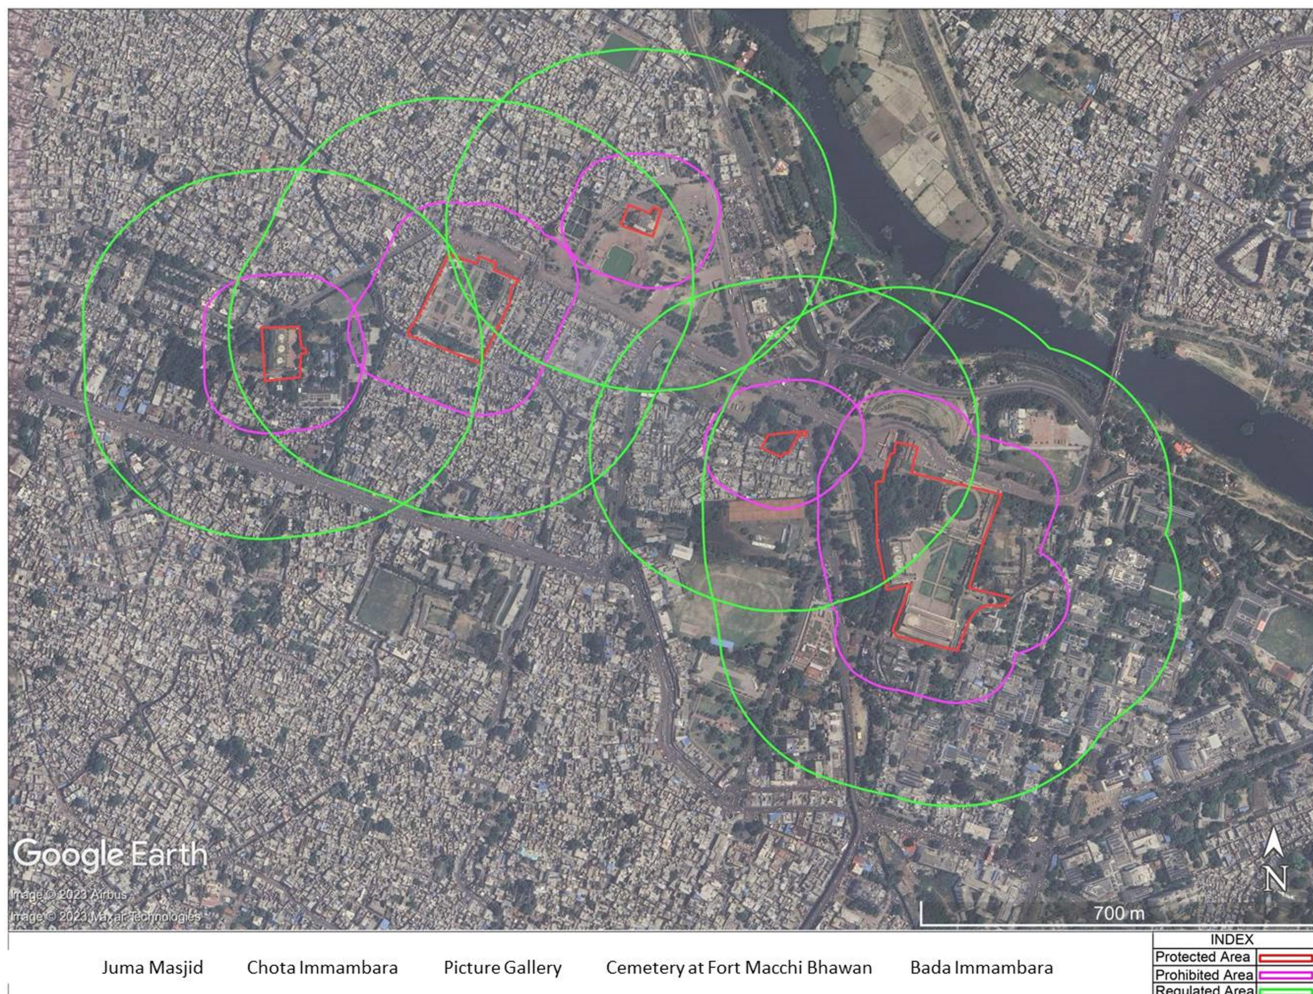 Google Earth
Image © 2023 Airbus
Image © 2023 Maxar Technologies
N
700 m
Juma Masjid Chota Immambara Picture Gallery Cemetery at Fort Macchi Bhawan Bada Immambara
INDEX
Protected Area
Prohibited Area
Regulated Area